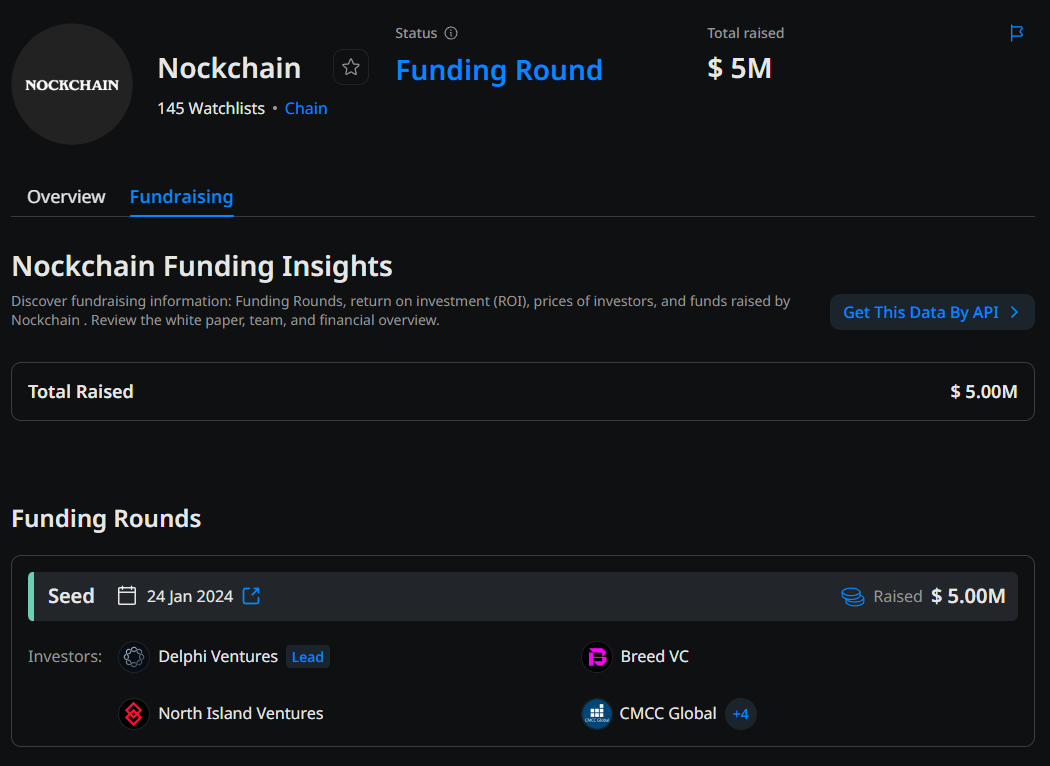 NOCKCHAIN
Nockchain
145 Watchlists • Chain
Status
Funding Round
Total raised
$ 5M
Overview Fundraising
Nockchain Funding Insights
Discover fundraising information: Funding Rounds, return on investment (ROI), prices of investors, and funds raised by
Nockchain . Review the white paper, team, and financial overview.
Get This Data By API
Total Raised $ 5.00M
Funding Rounds
Seed 24 Jan 2024 Raised $ 5.00M
Investors: Delphi Ventures Lead Breed VC
North Island Ventures CMCC Global CMCC Global +4